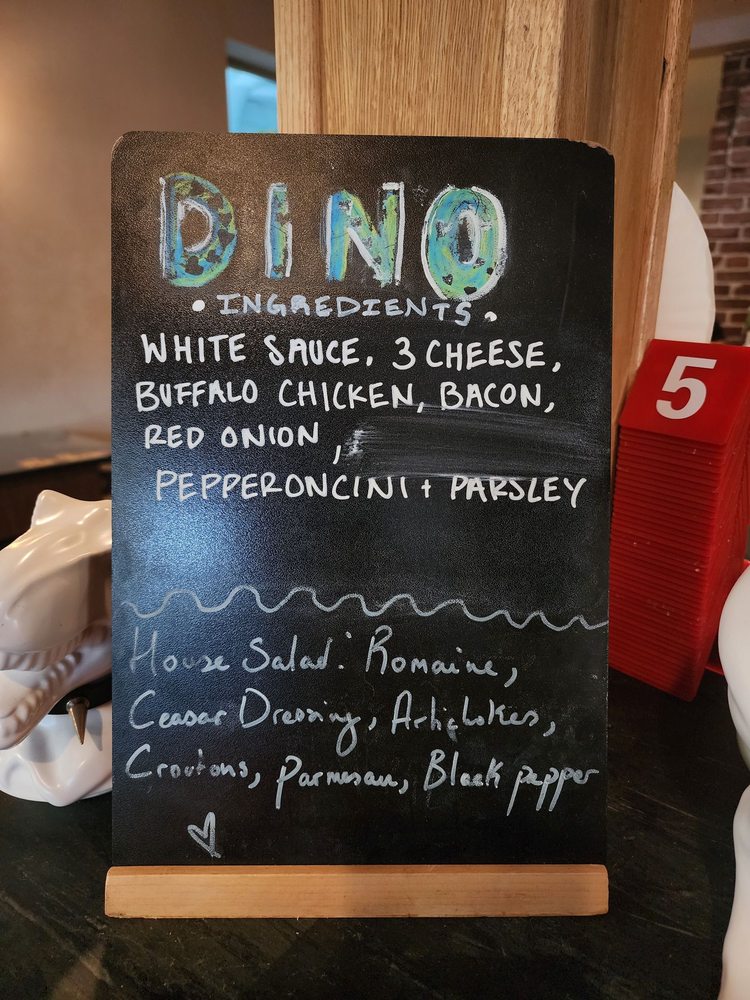 DINO
• INGREDIENTS •
WHITE SAUCE, 3 CHEESE,
BUFFALO CHICKEN, BACON,
RED ONION,
PEPPERONCINI + PARSLEY
House Salad: Romaine,
Ceasar Dressing, Artichokes,
Croutons, Parmesan, Black pepper
5